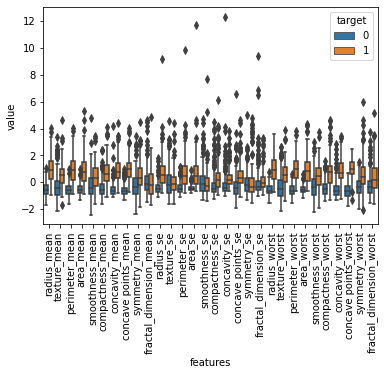 target
0
1
12
10
8
6
4
2
0
−2
value
radius_mean
texture_mean
perimeter_mean
area_mean
smoothness_mean
compactness_mean
concavity_mean
concave points_mean
symmetry_mean
fractal_dimension_mean
radius_se
texture_se
perimeter_se
area_se
smoothness_se
compactness_se
concavity_se
concave points_se
symmetry_se
fractal_dimension_se
radius_worst
texture_worst
perimeter_worst
area_worst
smoothness_worst
compactness_worst
concavity_worst
concave points_worst
symmetry_worst
fractal_dimension_worst
features